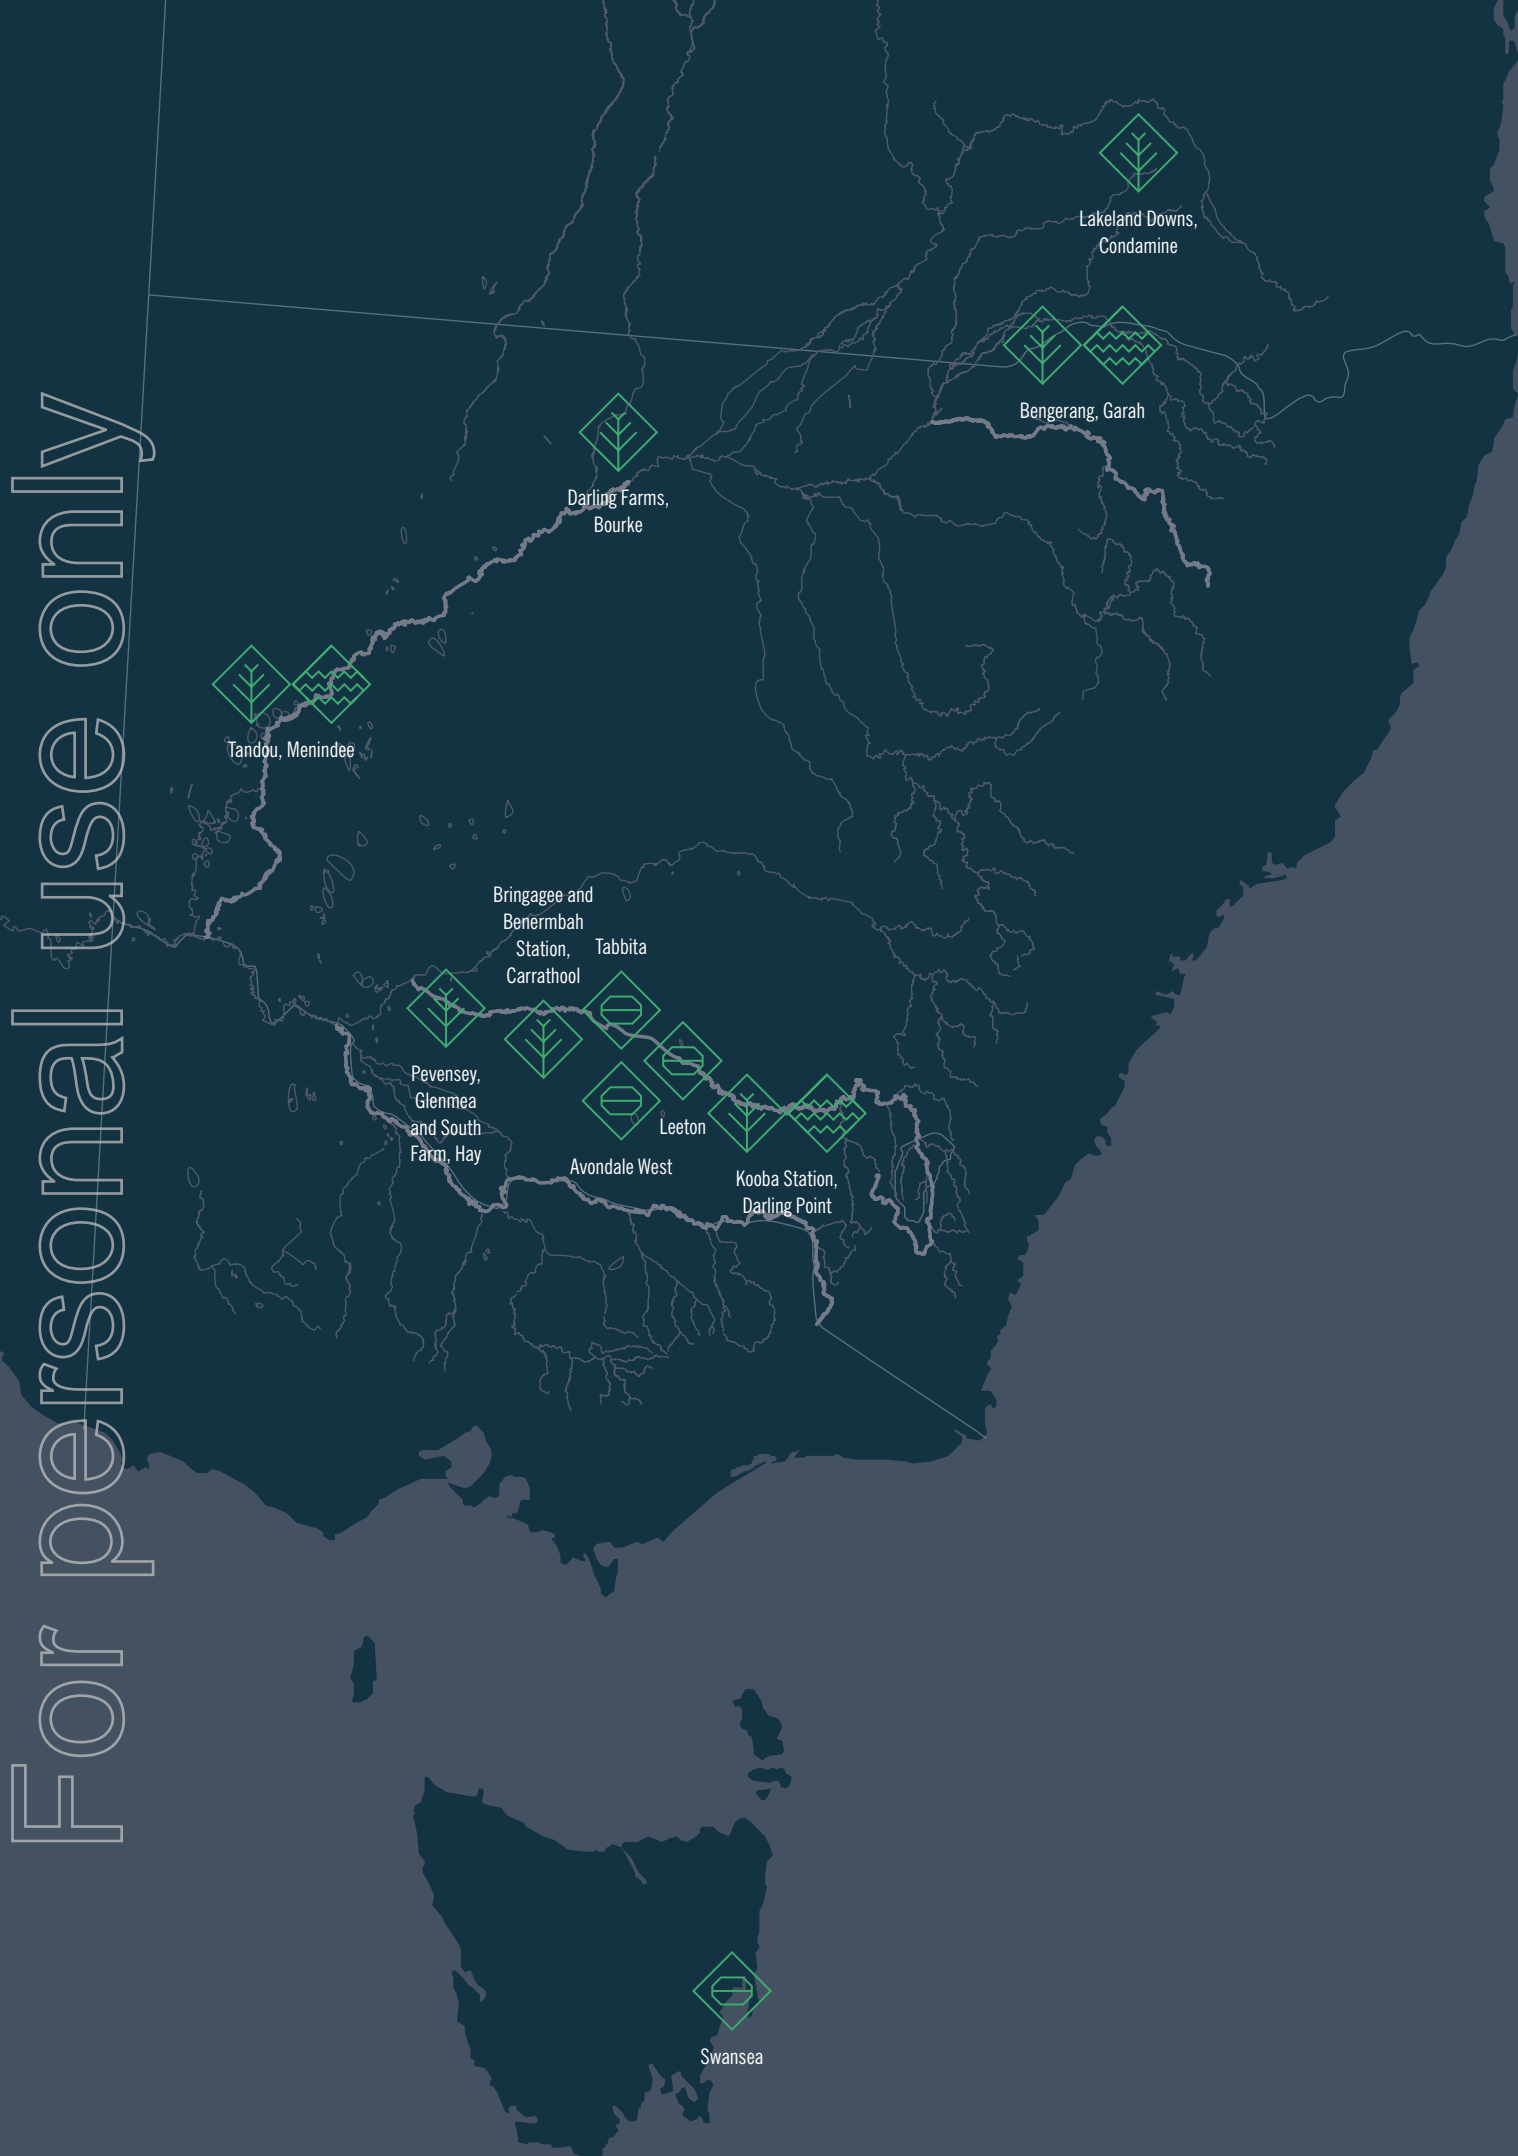 For personal use only
Lakeland Downs,
Condamine
Bengerang, Garah
Darling Farms,
Bourke
Tandou, Menindee
Bringagee and
Benermbah
Station,
Carrathool
Tabbita
Pevensey,
Glenmea
and South
Farm, Hay
Leeton
Avondale West
Kooba Station,
Darling Point
Swansea